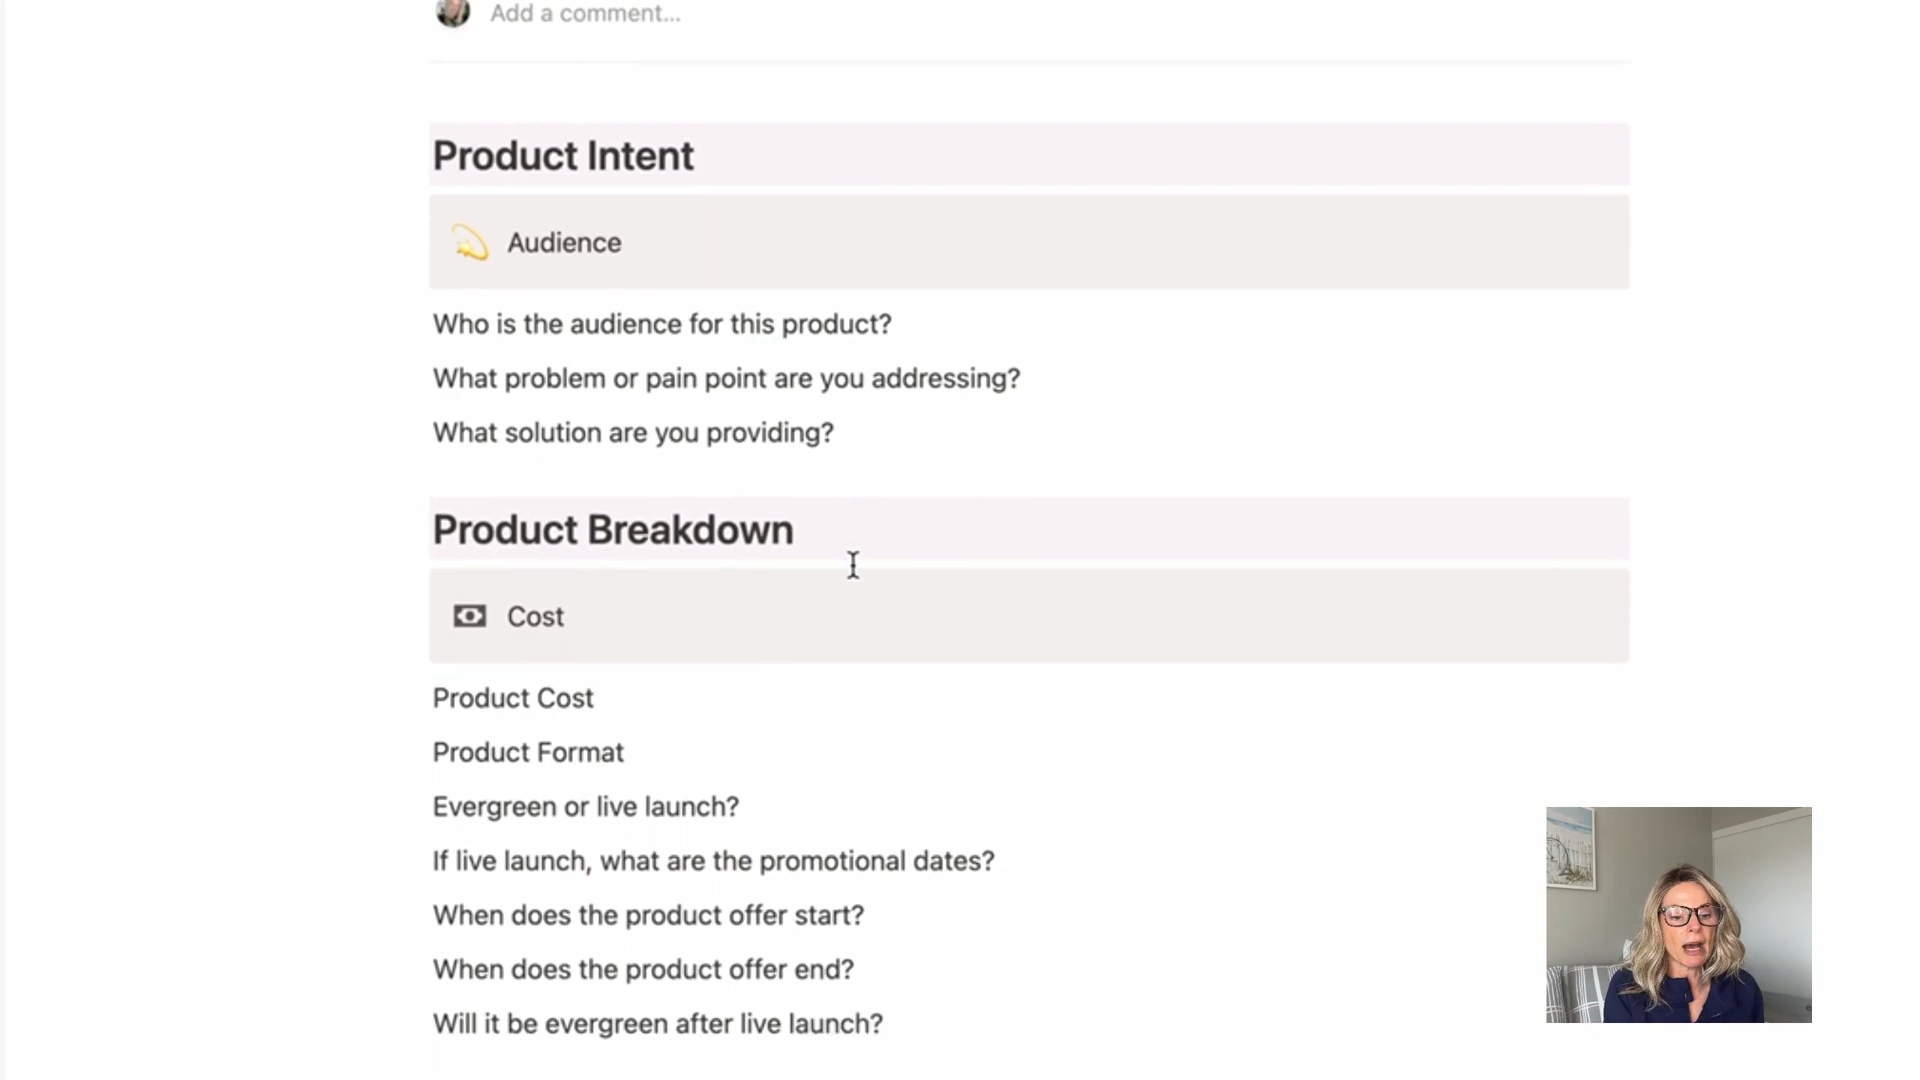 Add a comment...
Product Intent
Audience
Who is the audience for this product?
What problem or pain point are you addressing?
What solution are you providing?
Product Breakdown
Cost
Product Cost
Product Format
Evergreen or live launch?
If live launch, what are the promotional dates?
When does the product offer start?
When does the product offer end?
Will it be evergreen after live launch?